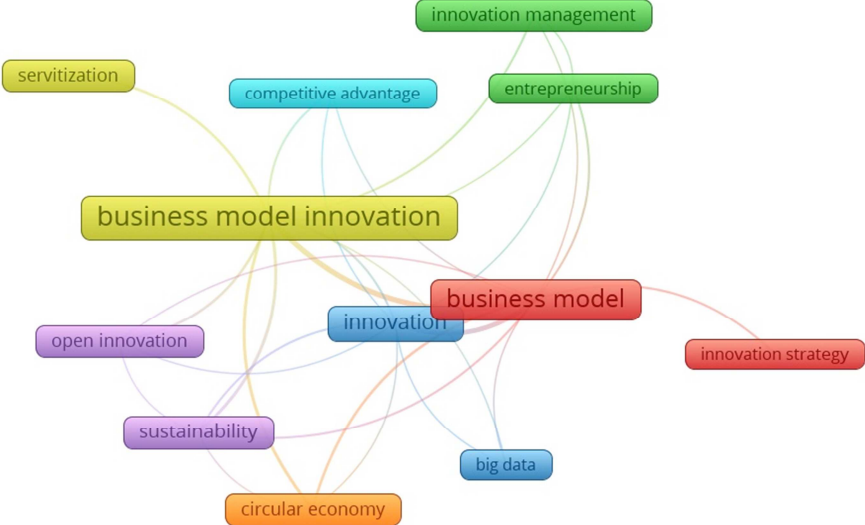 innovation management
servitization
competitive advantage
entrepreneurship
business model innovation
business model
innovation
open innovation
innovation strategy
sustainability
big data
circular economy